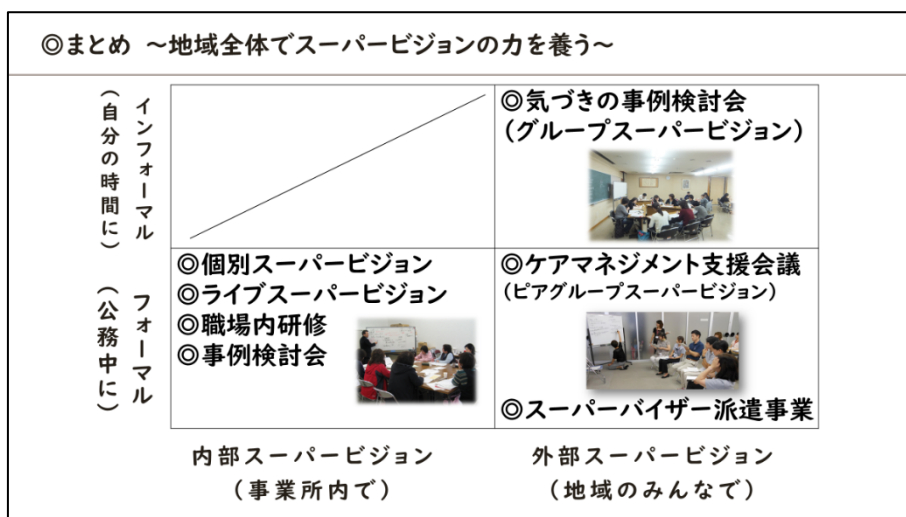 ◎まとめ ～地域全体でスーパービジョンの力を養う～
インフォーマル
（自分の時間に）
◎気づきの事例検討会
（グループスーパービジョン）
フォーマル
（公務中に）
◎個別スーパービジョン
◎ライブスーパービジョン
◎職場内研修
◎事例検討会
◎ケアマネジメント支援会議
（ピアグループスーパービジョン）
◎スーパーバイザー派遣事業
内部スーパービジョン
（事業所内で）
外部スーパービジョン
（地域のみんなで）